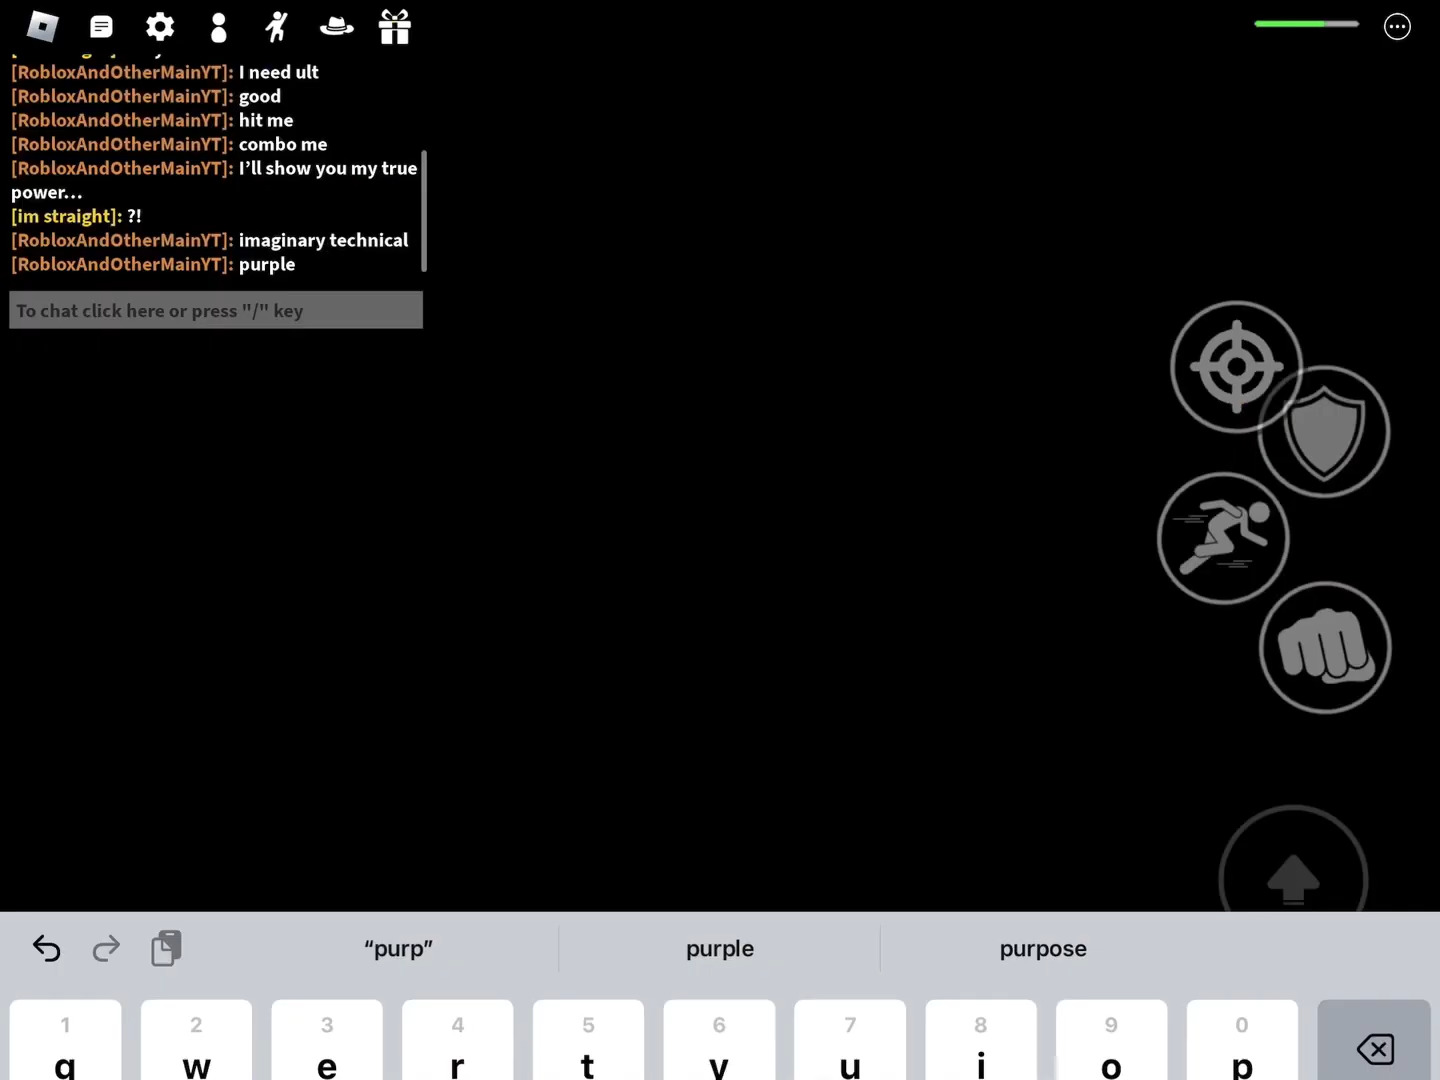 [RobloxAndOtherMainYT]: I need ult
[RobloxAndOtherMainYT]: good
[RobloxAndOtherMainYT]: hit me
[RobloxAndOtherMainYT]: combo me
[RobloxAndOtherMainYT]: I’ll show you my true
power...
[im straight]: ?!
[RobloxAndOtherMainYT]: imaginary technical
[RobloxAndOtherMainYT]: purple
To chat click here or press "/" key
“purp” purple purpose
1 2 3 4 5 6 7 8 9 0
q w e r t y u i o p